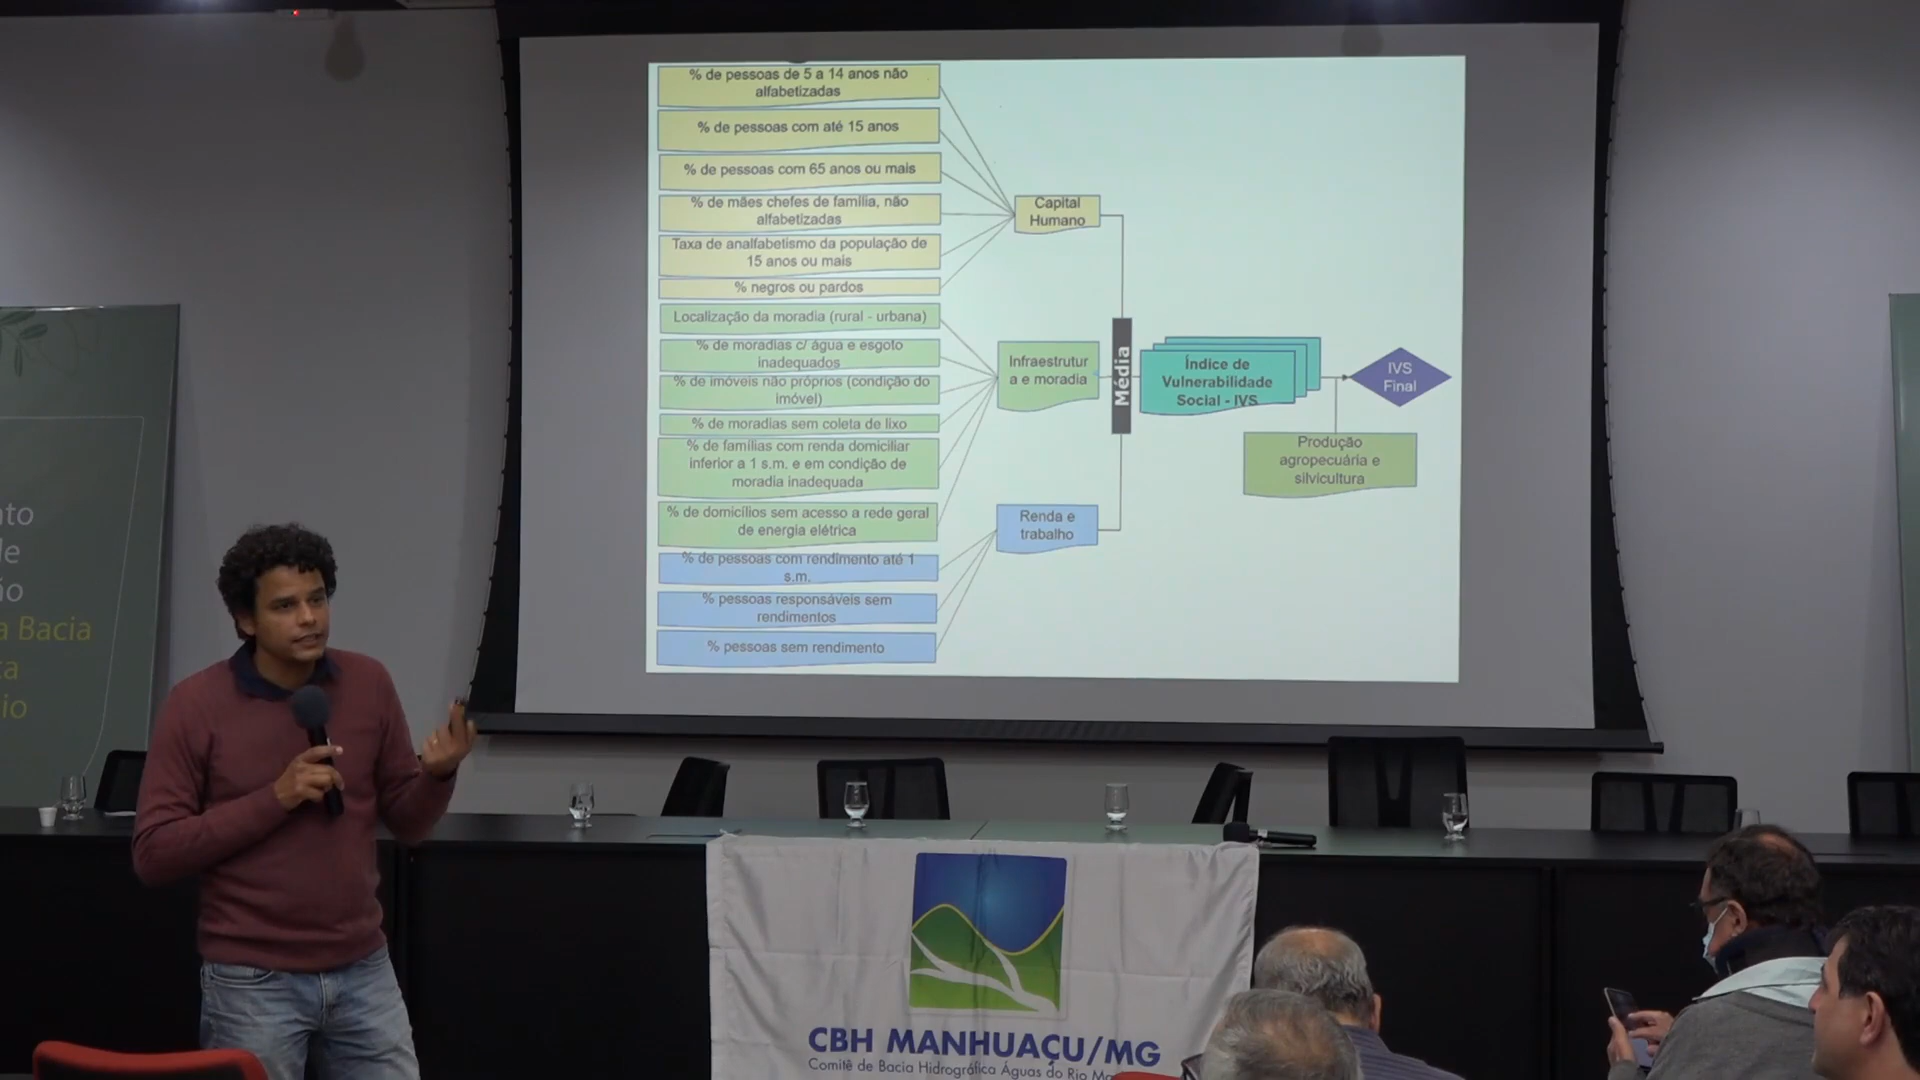 % de pessoas de 5 a 14 anos não
alfabetizadas
% de pessoas com até 15 anos
% de pessoas com 65 anos ou mais
% de mães chefes de família, não
alfabetizadas
Taxa de analfabetismo da população de
15 anos ou mais
% negros ou pardos
Localização da moradia (rural - urbana)
% de moradias c/ água e esgoto
inadequados
% de imóveis não próprios (condição do
imóvel)
% de moradias sem coleta de lixo
% de famílias com renda domiciliar
inferior a 1 s.m. e em condição de
moradia inadequada
% de domicílios sem acesso a rede geral
de energia elétrica
% de pessoas com rendimento até 1
s.m.
% pessoas responsáveis sem
rendimentos
% pessoas sem rendimento
Capital
Humano
Infraestrutur
a e moradia
Renda e
trabalho
Média
Índice de
Vulnerabilidade
Social - IVS
IVS
Final
Produção
agropecuária e
silvicultura
a Bacia
CBH MANHUAÇU/MG
Comitê de Bacia Hidrográfica Águas do Rio